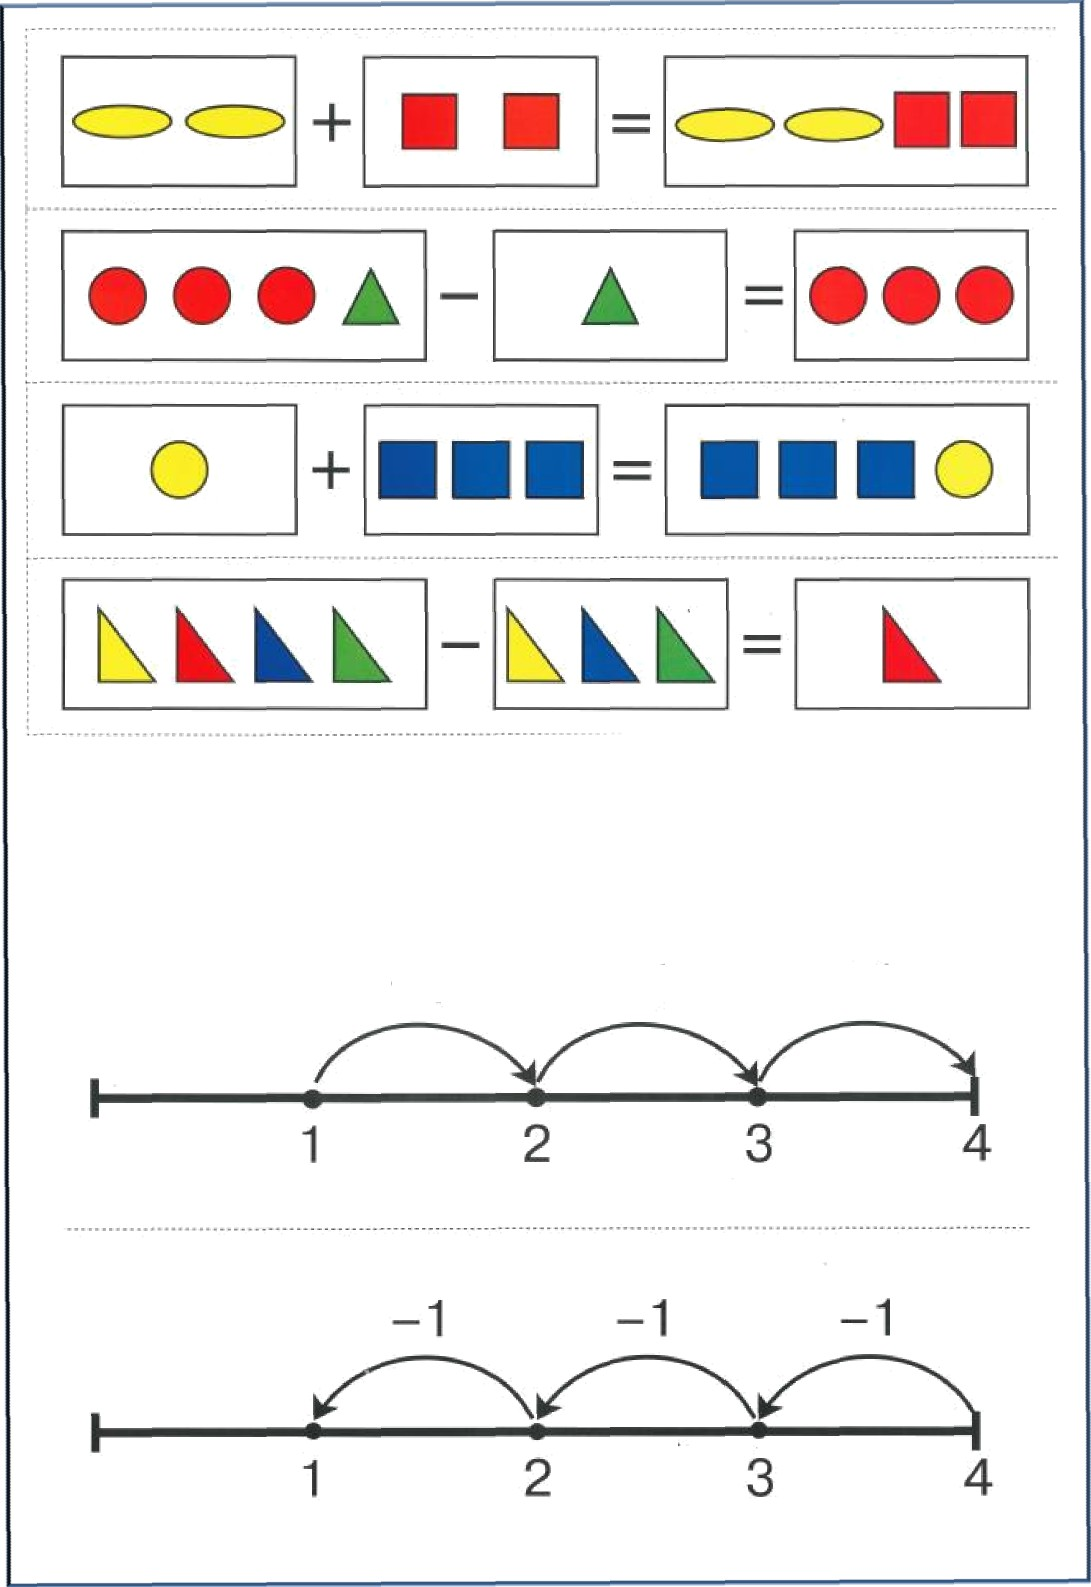 + =
− =
+ =
− =
1 2 3 4
−1 −1 −1
1 2 3 4